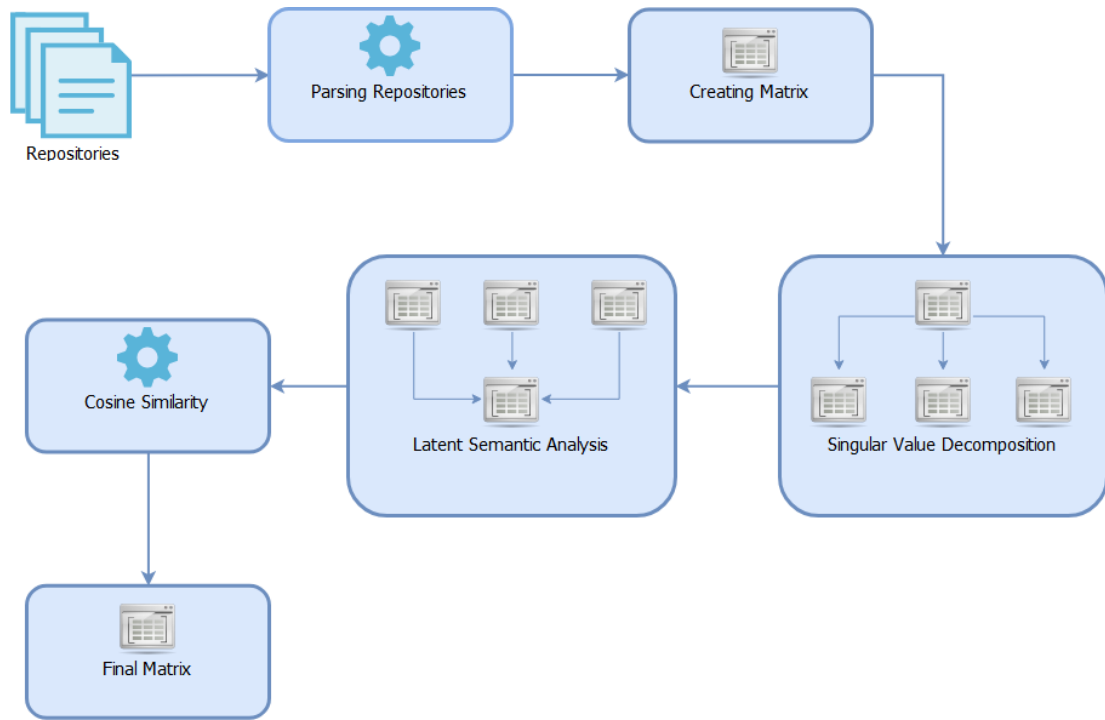 Repositories
Parsing Repositories
Creating Matrix
Singular Value Decomposition
Latent Semantic Analysis
Cosine Similarity
Final Matrix